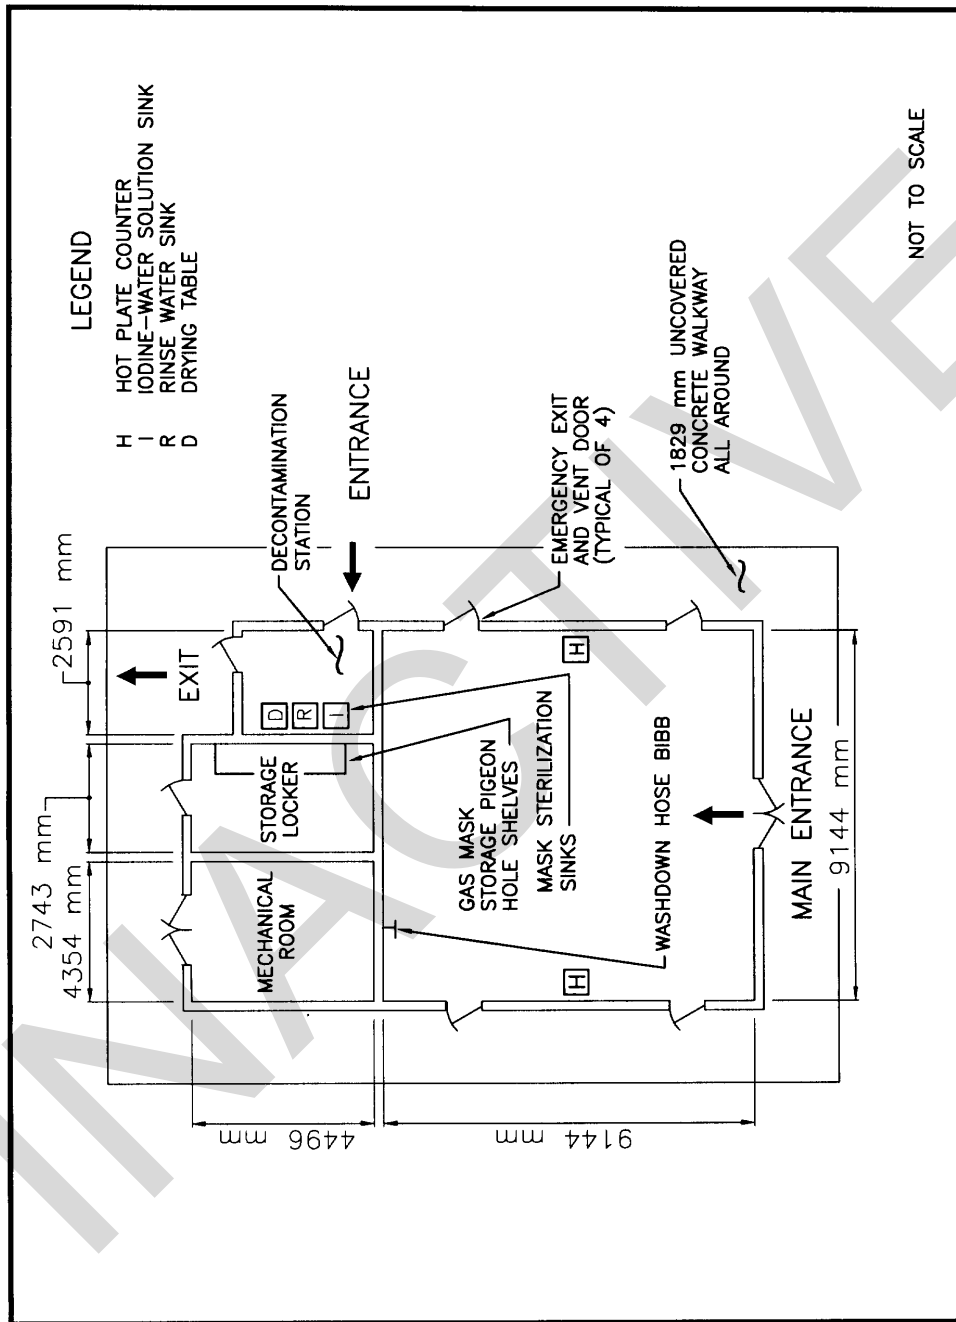 LEGEND
H HOT PLATE COUNTER
I IODINE-WATER SOLUTION SINK
R RINSE WATER SINK
D DRYING TABLE
2743 mm
4354 mm
2591 mm
EXIT
DECONTAMINATION
STATION
ENTRANCE
MECHANICAL
ROOM
STORAGE
LOCKER
D
R
I
GAS MASK
STORAGE PIGEON
HOLE SHELVES
MASK STERILIZATION
SINKS
H
H
EMERGENCY EXIT
AND VENT DOOR
(TYPICAL OF 4)
WASHDOWN HOSE BIBB
1829 mm UNCOVERED
CONCRETE WALKWAY
ALL AROUND
MAIN ENTRANCE
9144 mm
4496 mm
9144 mm
NOT TO SCALE
INACTIVE